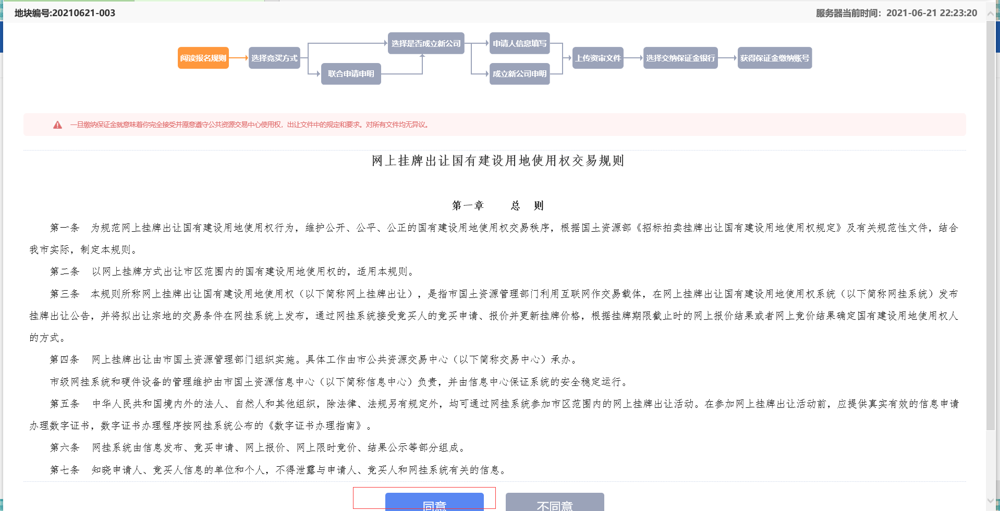 地块编号:20210621-003
服务器当前时间：2021-06-21 22:23:20
阅读报名规则
选择竞买方式
联合申请申明
选择是否成立新公司
申请人信息填写
成立新公司申明
上传资审文件
选择交纳保证金银行
获得保证金缴纳账号
一旦缴纳保证金就意味着你完全接受并愿意遵守公共资源交易中心使用权，出让文件中的规定和要求。对所有文件均无异议。
网上挂牌出让国有建设用地使用权交易规则
第一章 总 则
第一条 为规范网上挂牌出让国有建设用地使用权行为，维护公开、公平、公正的国有建设用地使用权交易秩序，根据国土资源部《招标拍卖挂牌出让国有建设用地使用权规定》及有关规范性文件，结合
我市实际，制定本规则。
第二条 以网上挂牌方式出让市区范围内的国有建设用地使用权的，适用本规则。
第三条 本规则所称网上挂牌出让国有建设用地使用权（以下简称网上挂牌出让），是指市国土资源管理部门利用互联网作交易载体，在网上挂牌出让国有建设用地使用权系统（以下简称网挂系统）发布
挂牌出让公告，并将拟出让宗地的交易条件在网挂系统上发布，通过网挂系统接受竞买人的竞买申请、报价并更新挂牌价格，根据挂牌期限截止时的网上报价结果或者网上竞价结果确定国有建设用地使用权人
的方式。
第四条 网上挂牌出让由市国土资源管理部门组织实施。具体工作由市公共资源交易中心（以下简称交易中心）承办。
市级网挂系统和硬件设备的管理维护由市国土资源信息中心（以下简称信息中心）负责，并由信息中心保证系统的安全稳定运行。
第五条 中华人民共和国境内外的法人、自然人和其他组织，除法律、法规另有规定外，均可通过网挂系统参加市区范围内的网上挂牌出让活动。在参加网上挂牌出让活动前，应提供真实有效的信息申请
办理数字证书，数字证书办理程序按网挂系统公布的《数字证书办理指南》。
第六条 网挂系统由信息发布、竞买申请、网上报价、网上限时竞价、结果公示等部分组成。
第七条 知晓申请人、竞买人信息的单位和个人，不得泄露与申请人、竞买人和网挂系统有关的信息。
同意
不同意